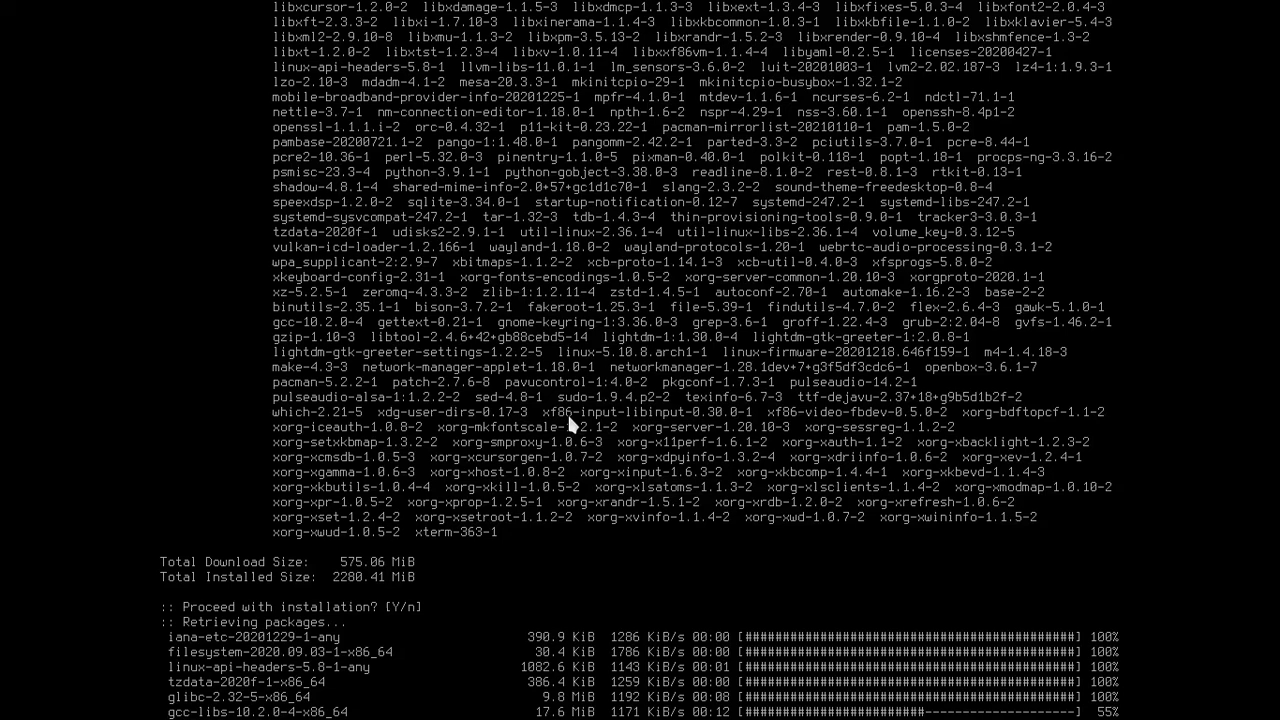 libxcursor-1.2.0-2  libxdamage-1.1.5-3  libxdmcp-1.1.3-3  libxext-1.3.4-3  libxfixes-5.0.3-4  libxfont2-2.0.4-3
libxft-2.3.3-2  libxi-1.7.10-3  libxinerama-1.1.4-3  libxkbcommon-1.0.3-1  libxkbfile-1.1.0-2  libxklavier-5.4-3
libxml2-2.9.10-8  libxmu-1.1.3-2  libxpm-3.5.13-2  libxrandr-1.5.2-3  libxrender-0.9.10-4  libxshmfence-1.3-2
libxt-1.2.0-2  libxtst-1.2.3-4  libxv-1.0.11-4  libxxf86vm-1.1.4-4  libyaml-0.2.5-1  licenses-20200427-1
linux-api-headers-5.8-1  llvm-libs-11.0.1-1  lm_sensors-3.6.0-2  luit-20201003-1  lvm2-2.02.187-3  lz4-1:1.9.3-1
lzo-2.10-3  mdadm-4.1-2  mesa-20.3.3-1  mkinitcpio-29-1  mkinitcpio-busybox-1.32.1-2
mobile-broadband-provider-info-20201225-1  mpfr-4.1.0-1  mtdev-1.1.6-1  ncurses-6.2-1  ndctl-71.1-1
nettle-3.7-1  nm-connection-editor-1.18.0-1  npth-1.6-2  nspr-4.29-1  nss-3.60.1-1  openssh-8.4p1-2
openssl-1.1.1.i-2  orc-0.4.32-1  p11-kit-0.23.22-1  pacman-mirrorlist-20210110-1  pam-1.5.0-2
pambase-20200721.1-2  pango-1:1.48.0-1  pangomm-2.42.2-1  parted-3.3-2  pciutils-3.7.0-1  pcre-8.44-1
pcre2-10.36-1  perl-5.32.0-3  pinentry-1.1.0-5  pixman-0.40.0-1  polkit-0.118-1  popt-1.18-1  procps-ng-3.3.16-2
psmisc-23.3-4  python-3.9.1-1  python-gobject-3.38.0-3  readline-8.1.0-2  rest-0.8.1-3  rtkit-0.13-1
shadow-4.8.1-4  shared-mime-info-2.0+57+gc1d1c70-1  slang-2.3.2-2  sound-theme-freedesktop-0.8-4
speexdsp-1.2.0-2  sqlite-3.34.0-1  startup-notification-0.12-7  systemd-247.2-1  systemd-libs-247.2-1
systemd-sysvcompat-247.2-1  tar-1.32-3  tdb-1.4.3-4  thin-provisioning-tools-0.9.0-1  tracker3-3.0.3-1
tzdata-2020f-1  udisks2-2.9.1-1  util-linux-2.36.1-4  util-linux-libs-2.36.1-4  volume_key-0.3.12-5
vulkan-icd-loader-1.2.166-1  wayland-1.18.0-2  wayland-protocols-1.20-1  webrtc-audio-processing-0.3.1-2
wpa_supplicant-2:2.9-7  xbitmaps-1.1.2-2  xcb-proto-1.14.1-3  xcb-util-0.4.0-3  xfsprogs-5.8.0-2
xkeyboard-config-2.31-1  xorg-fonts-encodings-1.0.5-2  xorg-server-common-1.20.10-3  xorgproto-2020.1-1
xz-5.2.5-1  zeromq-4.3.3-2  zlib-1:1.2.11-4  zstd-1.4.5-1  autoconf-2.70-1  automake-1.16.2-3  base-2-2
binutils-2.35.1-1  bison-3.7.2-1  fakeroot-1.25.3-1  file-5.39-1  findutils-4.7.0-2  flex-2.6.4-3  gawk-5.1.0-1
gcc-10.2.0-4  gettext-0.21-1  gnome-keyring-1:3.36.0-3  grep-3.6-1  groff-1.22.4-3  grub-2:2.04-8  gvfs-1.46.2-1
gzip-1.10-3  libtool-2.4.6+42+gb88cebd5-14  lightdm-1:1.30.0-4  lightdm-gtk-greeter-1:2.0.8-1
lightdm-gtk-greeter-settings-1.2.2-5  linux-5.10.8.arch1-1  linux-firmware-20201218.646f159-1  m4-1.4.18-3
make-4.3-3  network-manager-applet-1.18.0-1  networkmanager-1.28.1dev+7+g3f5df3cdc6-1  openbox-3.6.1-7
pacman-5.2.2-1  patch-2.7.6-8  pavucontrol-1:4.0-2  pkgconf-1.7.3-1  pulseaudio-14.2-1
pulseaudio-alsa-1:1.2.2-2  sed-4.8-1  sudo-1.9.4.p2-2  texinfo-6.7-3  ttf-dejavu-2.37+18+g9b5d1b2f-2
which-2.21-5  xdg-user-dirs-0.17-3  xf86-input-libinput-0.30.0-1  xf86-video-fbdev-0.5.0-2  xorg-bdftopcf-1.1-2
xorg-iceauth-1.0.8-2  xorg-mkfontscale-1.2.1-2  xorg-server-1.20.10-3  xorg-sessreg-1.1.2-2
xorg-setxkbmap-1.3.2-2  xorg-smproxy-1.0.6-3  xorg-x11perf-1.6.1-2  xorg-xauth-1.1-2  xorg-xbacklight-1.2.3-2
xorg-xcmsdb-1.0.5-3  xorg-xcursorgen-1.0.7-2  xorg-xdpyinfo-1.3.2-4  xorg-xdriinfo-1.0.6-2  xorg-xev-1.2.4-1
xorg-xgamma-1.0.6-3  xorg-xhost-1.0.8-2  xorg-xinput-1.6.3-2  xorg-xkbcomp-1.4.4-1  xorg-xkbevd-1.1.4-3
xorg-xkbutils-1.0.4-4  xorg-xkill-1.0.5-2  xorg-xlsatoms-1.1.3-2  xorg-xlsclients-1.1.4-2  xorg-xmodmap-1.0.10-2
xorg-xpr-1.0.5-2  xorg-xprop-1.2.5-1  xorg-xrandr-1.5.1-2  xorg-xrdb-1.2.0-2  xorg-xrefresh-1.0.6-2
xorg-xset-1.2.4-2  xorg-xsetroot-1.1.2-2  xorg-xvinfo-1.1.4-2  xorg-xwd-1.0.7-2  xorg-xwininfo-1.1.5-2
xorg-xwud-1.0.5-2  xterm-363-1
Total Download Size:    575.06 MiB
Total Installed Size:  2280.41 MiB
:: Proceed with installation? [Y/n]
:: Retrieving packages...
iana-etc-20201229-1-any  390.9 KiB  1286 KiB/s 00:00 [############################################] 100%
filesystem-2020.09.03-1-x86_64  30.4 KiB  1786 KiB/s 00:00 [############################################] 100%
linux-api-headers-5.8-1-any  1082.6 KiB  1143 KiB/s 00:01 [############################################] 100%
tzdata-2020f-1-x86_64  386.4 KiB  1259 KiB/s 00:00 [############################################] 100%
glibc-2.32-5-x86_64  9.8 MiB  1192 KiB/s 00:08 [############################################] 100%
gcc-libs-10.2.0-4-x86_64  17.6 MiB  1171 KiB/s 00:12 [########################--------------------] 55%